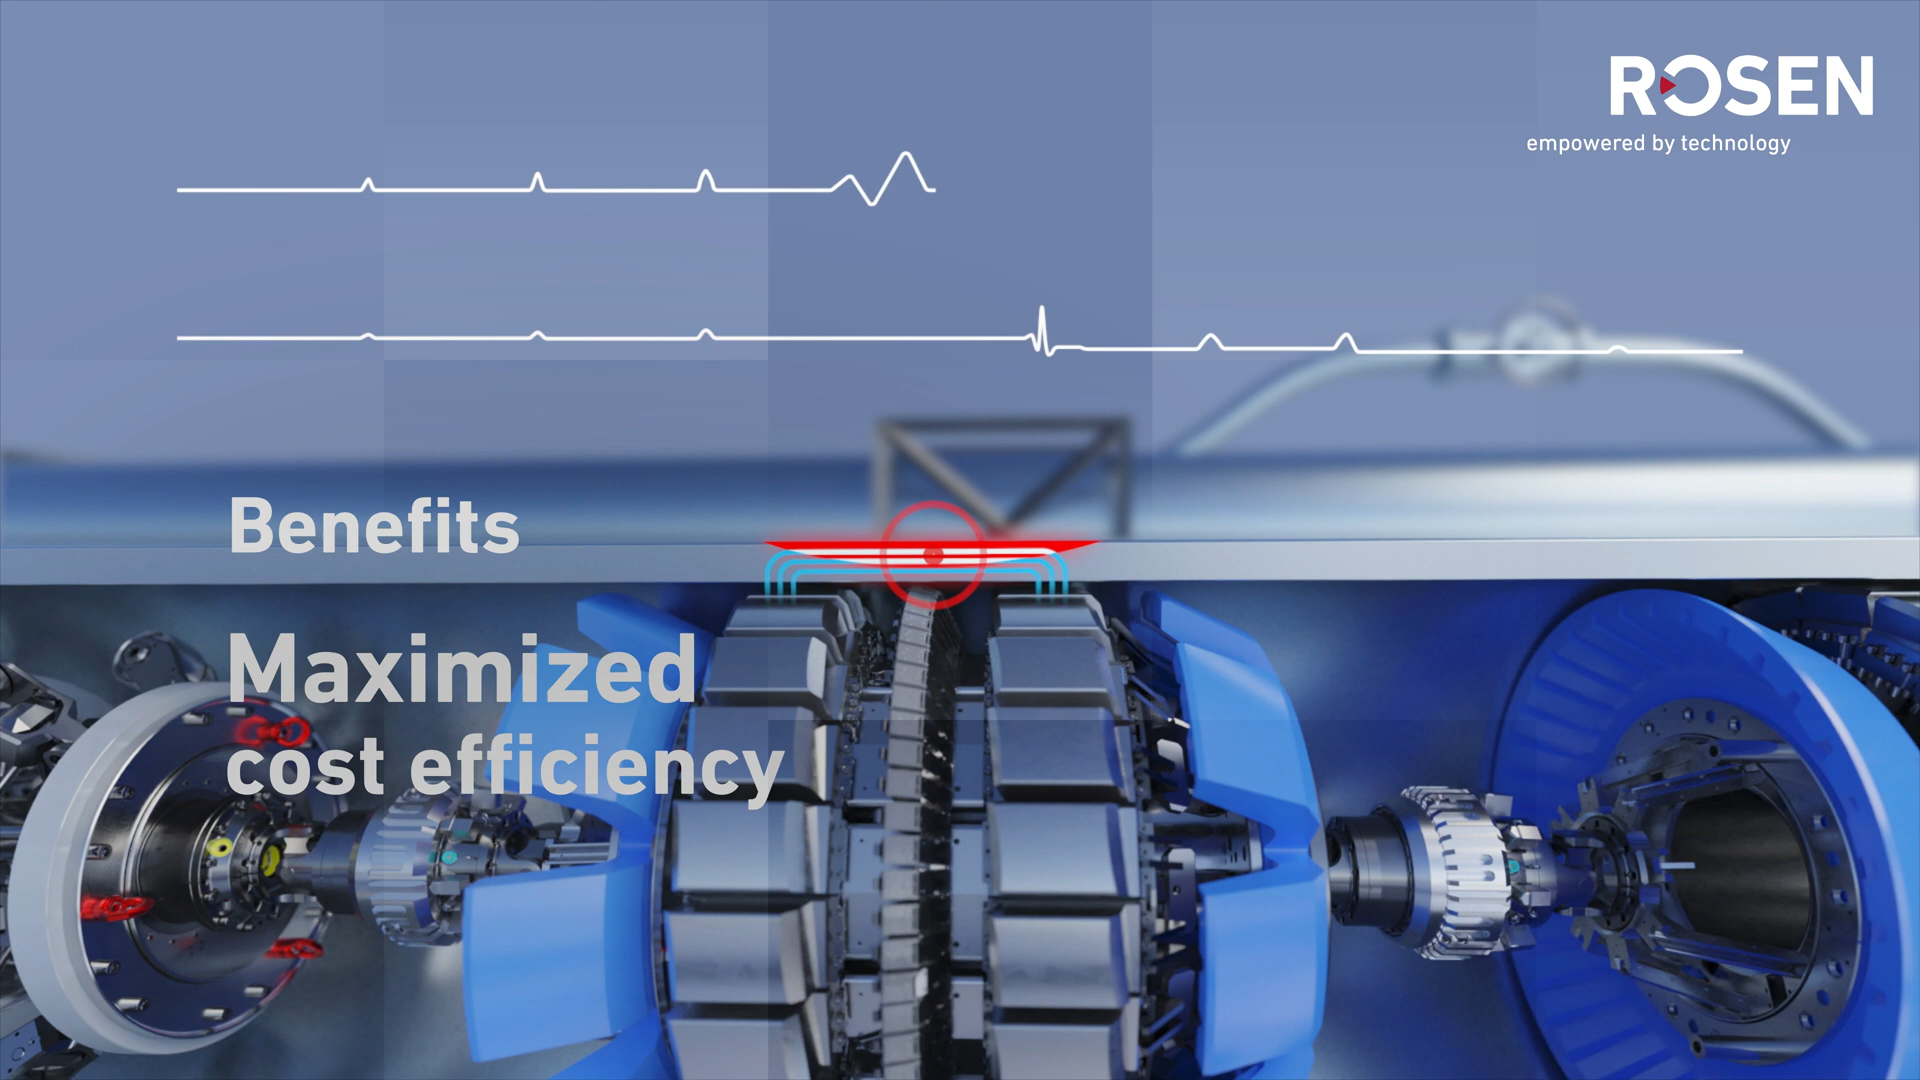 ROSEN
empowered by technology
Benefits
Maximized
cost efficiency